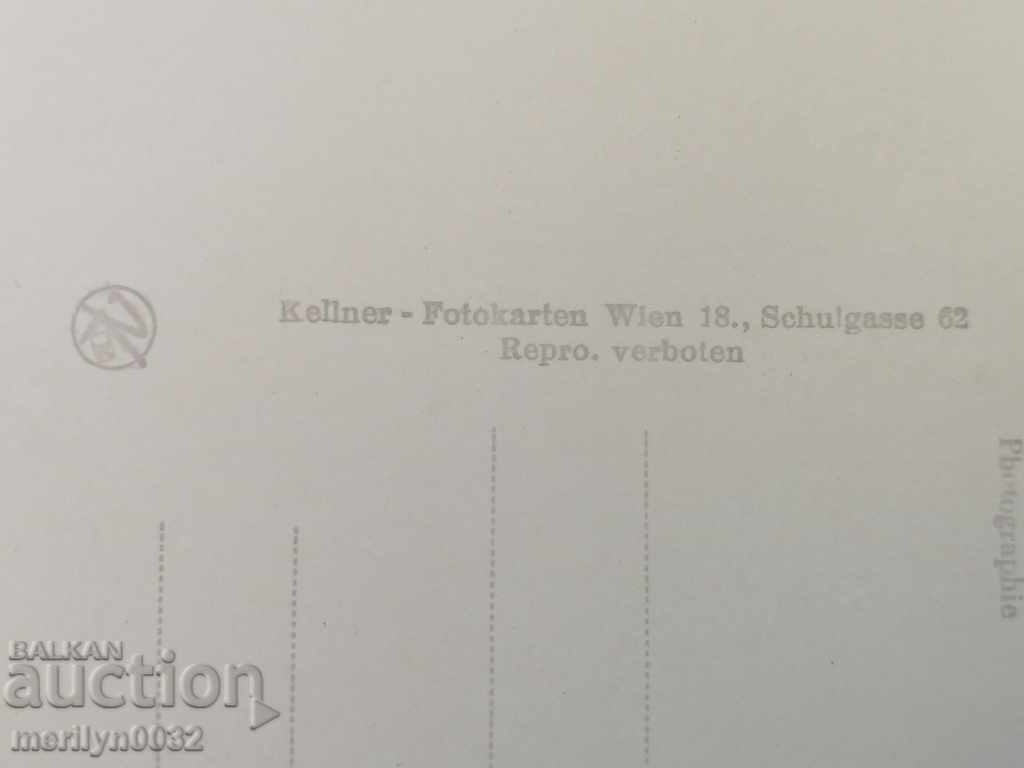 Kellner - Fotokarten Wien 18., Schulgasse 62
Repro. verboten
Photographie
BALKAN
auction
merilyn0032